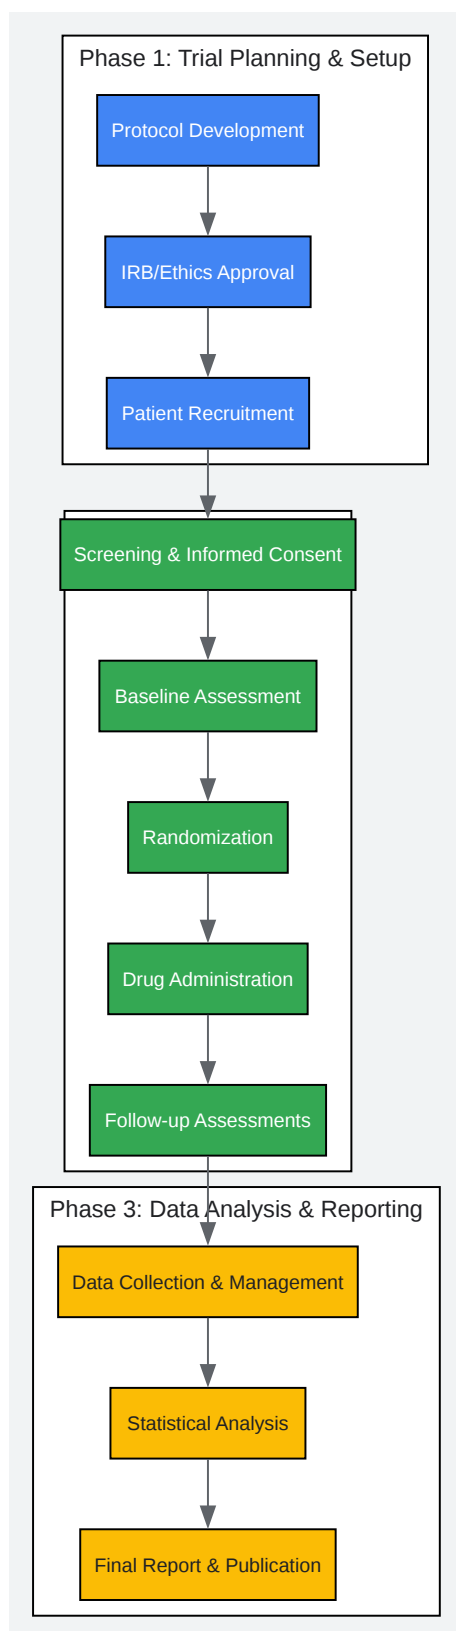 Phase 1: Trial Planning & Setup
Protocol Development
IRB/Ethics Approval
Patient Recruitment
Screening & Informed Consent
Baseline Assessment
Randomization
Drug Administration
Follow-up Assessments
Phase 3: Data Analysis & Reporting
Data Collection & Management
Statistical Analysis
Final Report & Publication